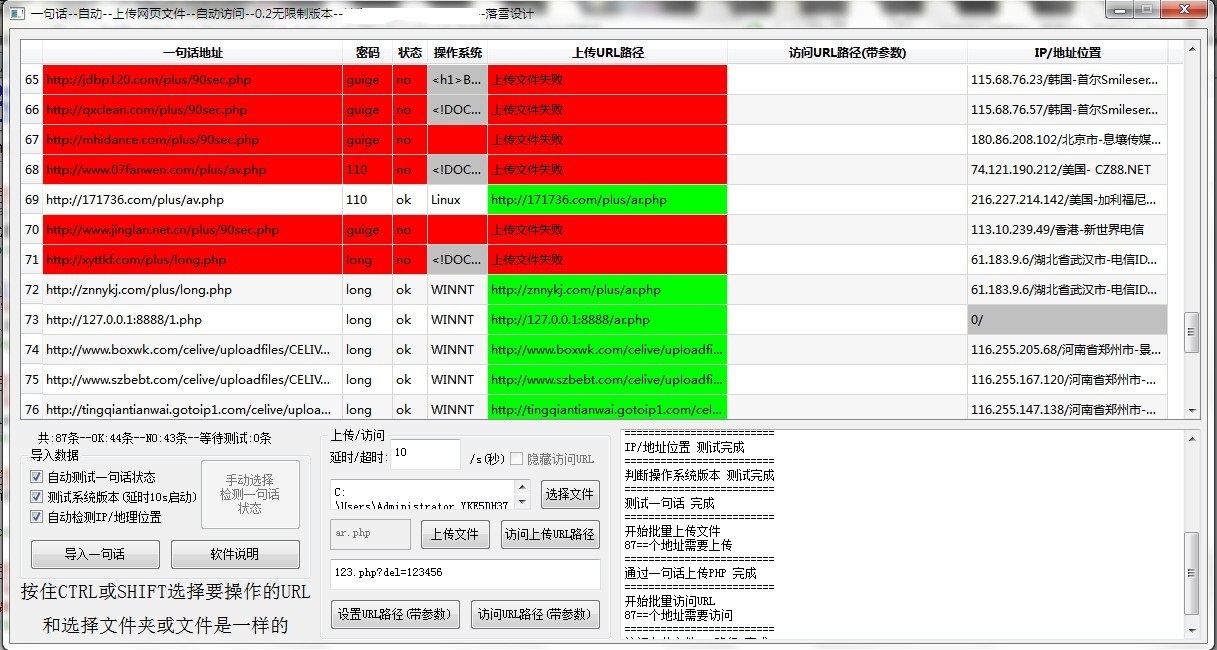 一句话--自动--上传网页文件--自动访问--0.2无限制版本-- --落雪设计
一句话地址 密码 状态 操作系统 上传URL路径 访问URL路径(带参数) IP/地址位置
65 http://jdbp120.com/plus/90sec.php guige no <h1>B... 上传文件失败 115.68.76.23/韩国-首尔Smileser...
66 http://qxclean.com/plus/90sec.php guige no <!DOC... 上传文件失败 115.68.76.57/韩国-首尔Smileser...
67 http://mhidance.com/plus/90sec.php guige no 上传文件失败 180.86.208.102/北京市-息壤传媒...
68 http://www.07fanwen.com/plus/av.php 110 no <!DOC... 上传文件失败 74.121.190.212/美国- CZ88.NET
69 http://171736.com/plus/av.php 110 ok Linux http://171736.com/plus/ar.php 216.227.214.142/美国-加利福尼...
70 http://www.jinglan.net.cn/plus/90sec.php guige no 上传文件失败 113.10.239.49/香港-新世界电信
71 http://xyttkf.com/plus/long.php long no <!DOC... 上传文件失败 61.183.9.6/湖北省武汉市-电信ID...
72 http://znnykj.com/plus/long.php long ok WINNT http://znnykj.com/plus/ar.php 61.183.9.6/湖北省武汉市-电信ID...
73 http://127.0.0.1:8888/1.php long ok WINNT http://127.0.0.1:8888/ar.php 0/
74 http://www.boxwk.com/celive/uploadfiles/CELIV... long ok WINNT http://www.boxwk.com/celive/uploadfi... 116.255.205.68/河南省郑州市-景...
75 http://www.szbebt.com/celive/uploadfiles/CELIV... long ok WINNT http://www.szbebt.com/celive/uploadfi... 116.255.167.120/河南省郑州市-...
76 http://tingqiantianwai.gotoip1.com/celive/uploa... long ok WINNT http://tingqiantianwai.gotoip1.com/cel... 116.255.147.138/河南省郑州市-...
共:87条--OK:44条--NO:43条--等待测试:0条
导入数据
自动测试一句话状态
测试系统版本(延时10s启动)
自动检测IP/地理位置
手动选择
检测一句话
状态
导入一句话 软件说明
按住CTRL或SHIFT选择要操作的URL
和选择文件夹或文件是一样的
上传/访问
延时/超时: 10 /s(秒) 隐藏访问URL
C:
\Users\Administrator.YKE5DH37 选择文件
ar.php 上传文件 访问上传URL路径
123.php?del=123456
设置URL路径(带参数) 访问URL路径(带参数)
=========================
IP/地址位置 测试完成
=========================
判断操作系统版本 测试完成
=========================
测试一句话 完成
=========================
开始批量上传文件
87==个地址需要上传
=========================
通过一句话上传PHP 完成
=========================
开始批量访问URL
87==个地址需要访问
=========================